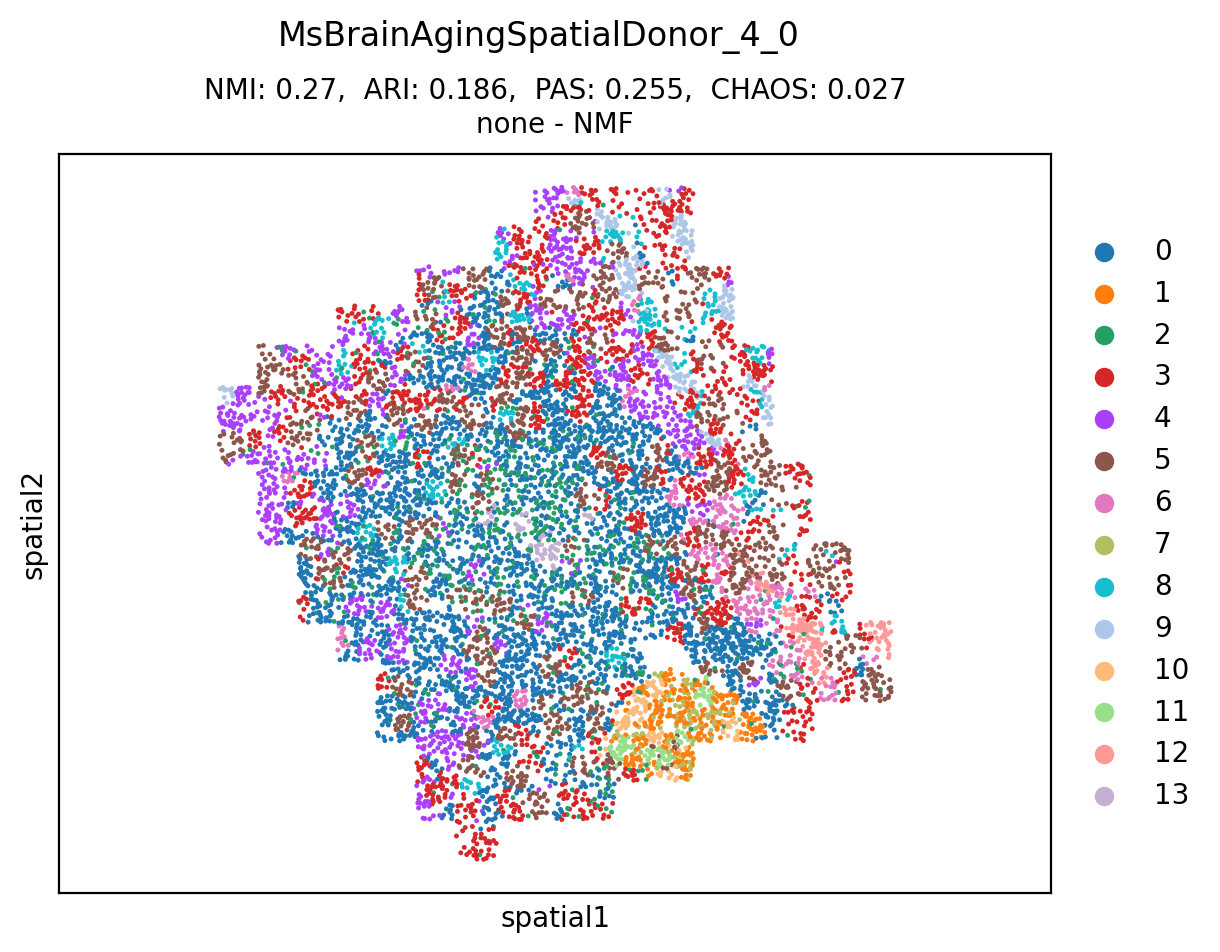 MsBrainAgingSpatialDonor_4_0
NMI: 0.27, ARI: 0.186, PAS: 0.255, CHAOS: 0.027
none - NMF
spatial2
spatial1
0
1
2
3
4
5
6
7
8
9
10
11
12
13